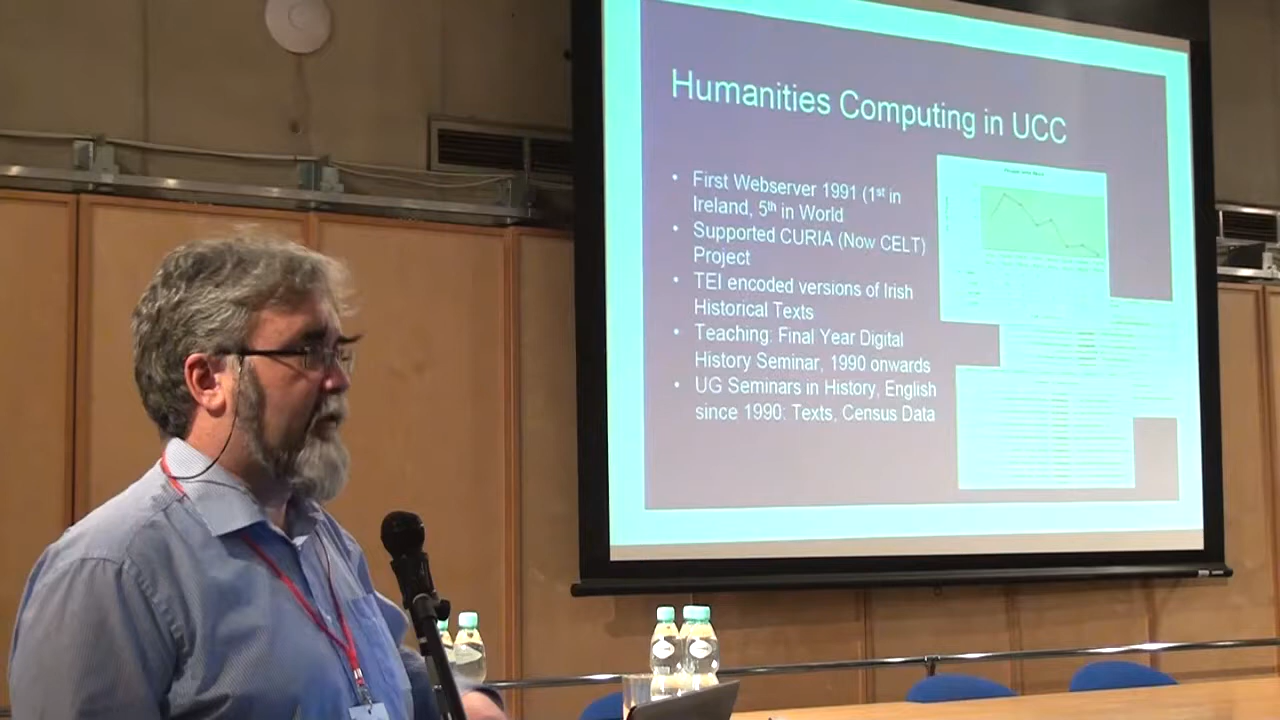 Humanities Computing in UCC
• First Webserver 1991 (1st in
Ireland, 5th in World
• Supported CURIA (Now CELT)
Project
• TEI encoded versions of Irish
Historical Texts
• Teaching: Final Year Digital
History Seminar, 1990 onwards
• UG Seminars in History, English
since 1990: Texts, Census Data